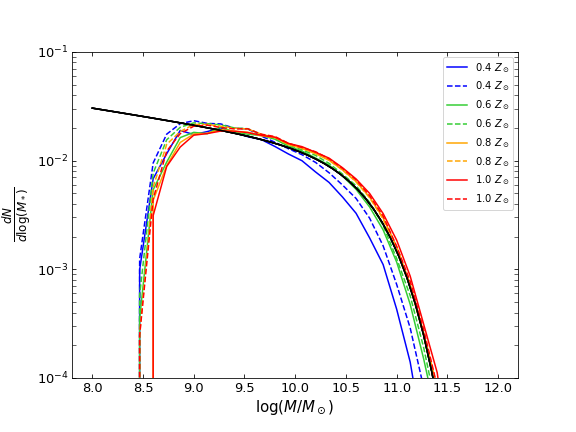 10⁻¹
10⁻²
10⁻³
10⁻⁴
dN
dlog(M*)
0.4 Z⊙
0.4 Z⊙
0.6 Z⊙
0.6 Z⊙
0.8 Z⊙
0.8 Z⊙
1.0 Z⊙
1.0 Z⊙
8.0 8.5 9.0 9.5 10.0 10.5 11.0 11.5 12.0
log(M/M⊙)